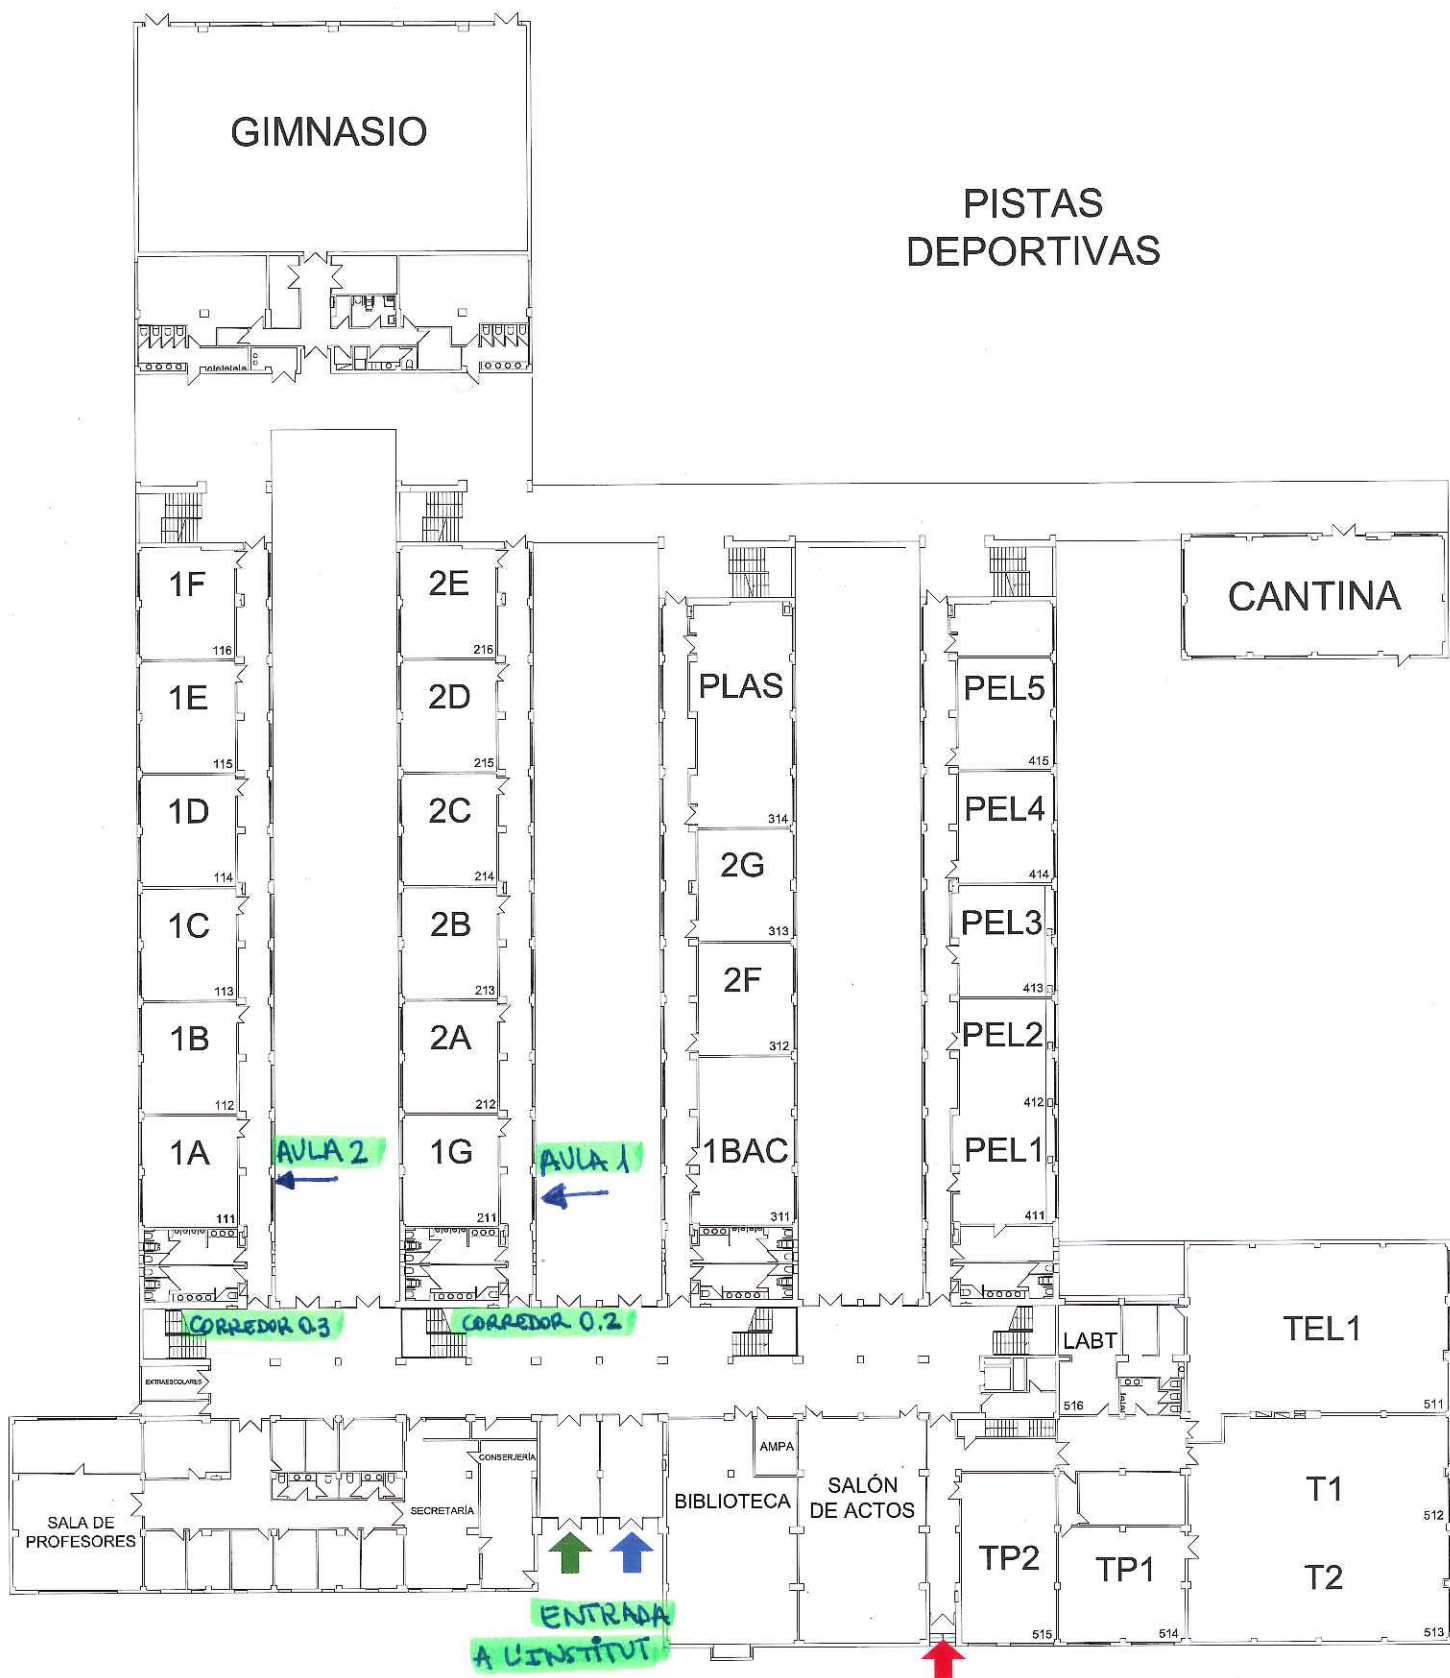 GIMNASIO
PISTAS
DEPORTIVAS
1F
116
1E
115
1D
114
1C
113
1B
112
1A
111
2E
216
2D
215
2C
214
2B
213
2A
212
1G
211
PLAS
314
2G
313
2F
312
1BAC
311
PEL5
415
PEL4
414
PEL3
413
PEL2
412
PEL1
411
CANTINA
AULA 2
AULA 1
CORREDOR 0.3
CORREDOR 0.2
EXTRAESCOLARES
LABT
516
TEL1
511
SALA DE
PROFESORES
SECRETARÍA
CONSERJERÍA
BIBLIOTECA
AMPA
SALÓN
DE ACTOS
TP2
515
TP1
514
T1
512
T2
513
ENTRADA
A L'INSTITUT